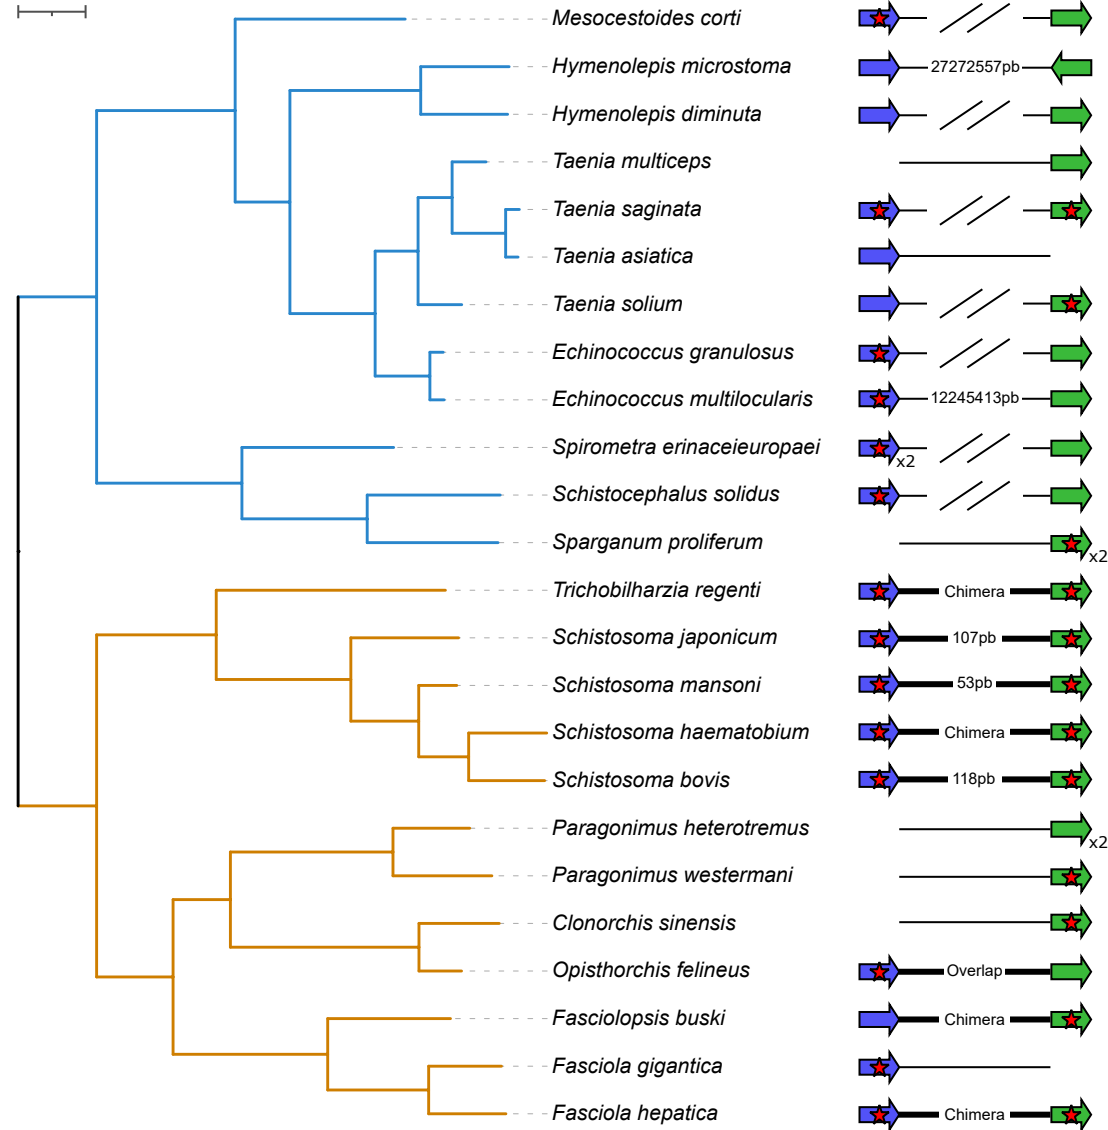 Mesocestoides corti
Hymenolepis microstoma 27272557pb
Hymenolepis diminuta
Taenia multiceps
Taenia saginata
Taenia asiatica
Taenia solium
Echinococcus granulosus
Echinococcus multilocularis 12245413pb
Spirometra erinaceieuropaei x2
Schistocephalus solidus
Sparganum proliferum x2
Trichobilharzia regenti Chimera
Schistosoma japonicum 107pb
Schistosoma mansoni 53pb
Schistosoma haematobium Chimera
Schistosoma bovis 118pb
Paragonimus heterotremus x2
Paragonimus westermani
Clonorchis sinensis
Opisthorchis felineus Overlap
Fasciolopsis buski Chimera
Fasciola gigantica
Fasciola hepatica Chimera